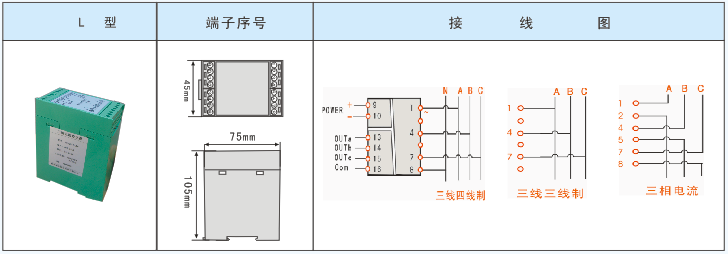 L 型
端子序号
接 线 图
45mm
75mm
105mm
N A B C
POWER + 9 1 ~
- 10
OUTa 13 4
OUTb 14
OUTc 15 7
Com 16 8
三线四线制
A B C
1
4
7
三线三线制
A B C
1
2
4
5
7
8
三相电流